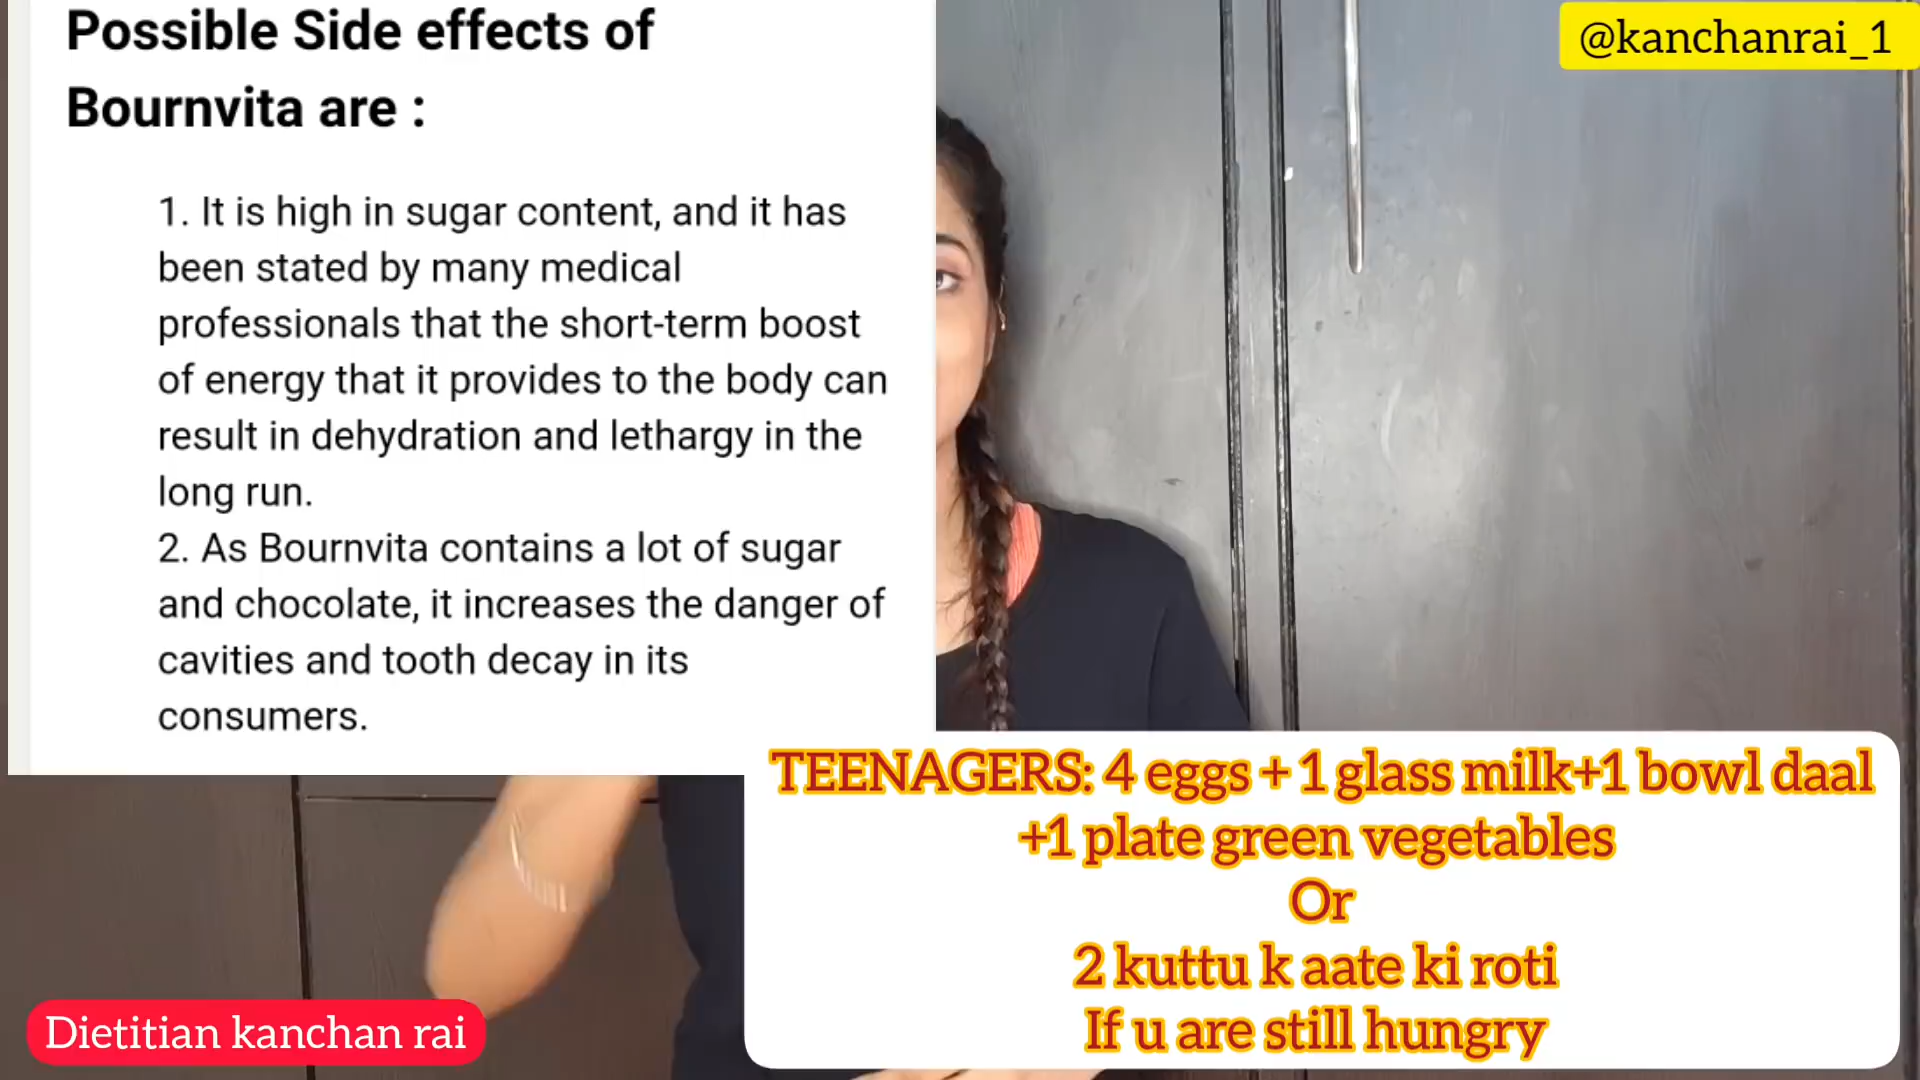 Possible Side effects of
Bournvita are :
@kanchanrai_1
1. It is high in sugar content, and it has
been stated by many medical
professionals that the short-term boost
of energy that it provides to the body can
result in dehydration and lethargy in the
long run.
2. As Bournvita contains a lot of sugar
and chocolate, it increases the danger of
cavities and tooth decay in its
consumers.
TEENAGERS: 4 eggs + 1 glass milk+1 bowl daal
+1 plate green vegetables
Or
2 kuttu k aate ki roti
If u are still hungry
Dietitian kanchan rai